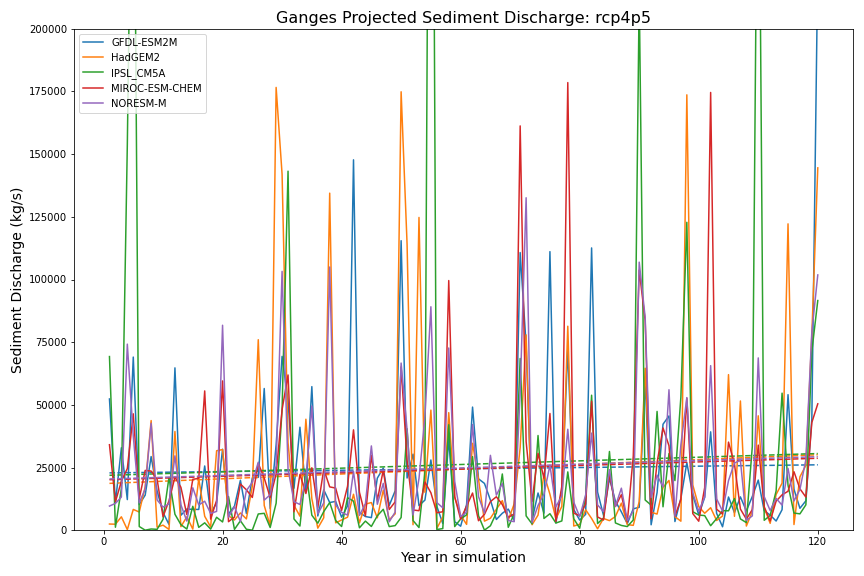 Ganges Projected Sediment Discharge: rcp4p5
GFDL-ESM2M
HadGEM2
IPSL_CM5A
MIROC-ESM-CHEM
NORESM-M
Sediment Discharge (kg/s)
200000
175000
150000
125000
100000
75000
50000
25000
0
0 20 40 60 80 100 120
Year in simulation